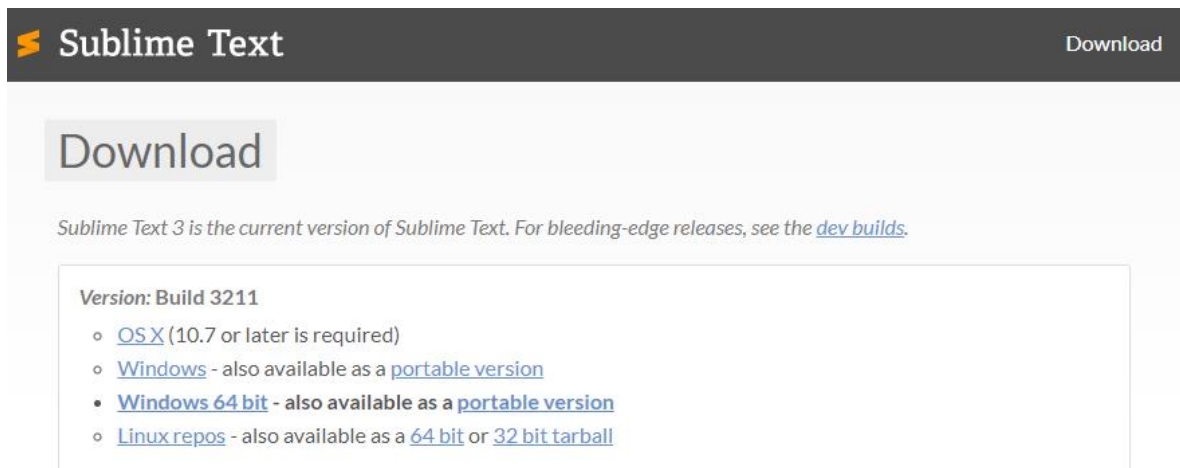 Sublime Text
Download
Download
Sublime Text 3 is the current version of Sublime Text. For bleeding-edge releases, see the dev builds.
Version: Build 3211
OS X (10.7 or later is required)
Windows - also available as a portable version
Windows 64 bit - also available as a portable version
Linux repos - also available as a 64 bit or 32 bit tarball